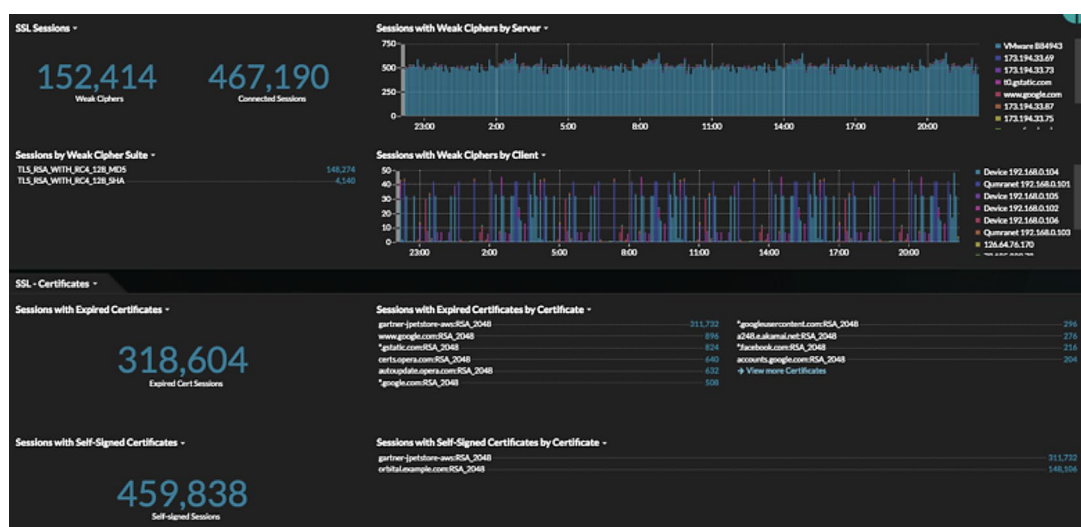 SSL Sessions
152,414
Weak Ciphers
467,190
Connected Sessions
Sessions with Weak Ciphers by Server
750
500
250
0
23:00 2:00 5:00 8:00 11:00 14:00 17:00 20:00
VMware B84943
173.194.33.69
173.194.33.73
t0.gstatic.com
www.google.com
173.194.33.87
173.194.33.75
Sessions by Weak Cipher Suite
TLS_RSA_WITH_RC4_128_MD5 148,274
TLS_RSA_WITH_RC4_128_SHA 4,140
Sessions with Weak Ciphers by Client
50
40
30
20
10
0
23:00 2:00 5:00 8:00 11:00 14:00 17:00 20:00
Device 192.168.0.104
Qumranet 192.168.0.101
Device 192.168.0.105
Device 192.168.0.102
Device 192.168.0.106
Qumranet 192.168.0.103
126.64.76.170
SSL - Certificates
Sessions with Expired Certificates
318,604
Expired Cert Sessions
Sessions with Expired Certificates by Certificate
gartner-jpetstore-aws:RSA_2048 311,732
www.google.com:RSA_2048 896
*.gstatic.com:RSA_2048 824
certs.opera.com:RSA_2048 640
autoupdate.opera.com:RSA_2048 632
*.google.com:RSA_2048 508
*.googleusercontent.com:RSA_2048 296
a248.e.akamai.net:RSA_2048 276
*.facebook.com:RSA_2048 216
accounts.google.com:RSA_2048 204
→ View more Certificates
Sessions with Self-Signed Certificates
459,838
Self-signed Sessions
Sessions with Self-Signed Certificates by Certificate
gartner-jpetstore-aws:RSA_2048 311,732
orbital.example.com:RSA_2048 148,106